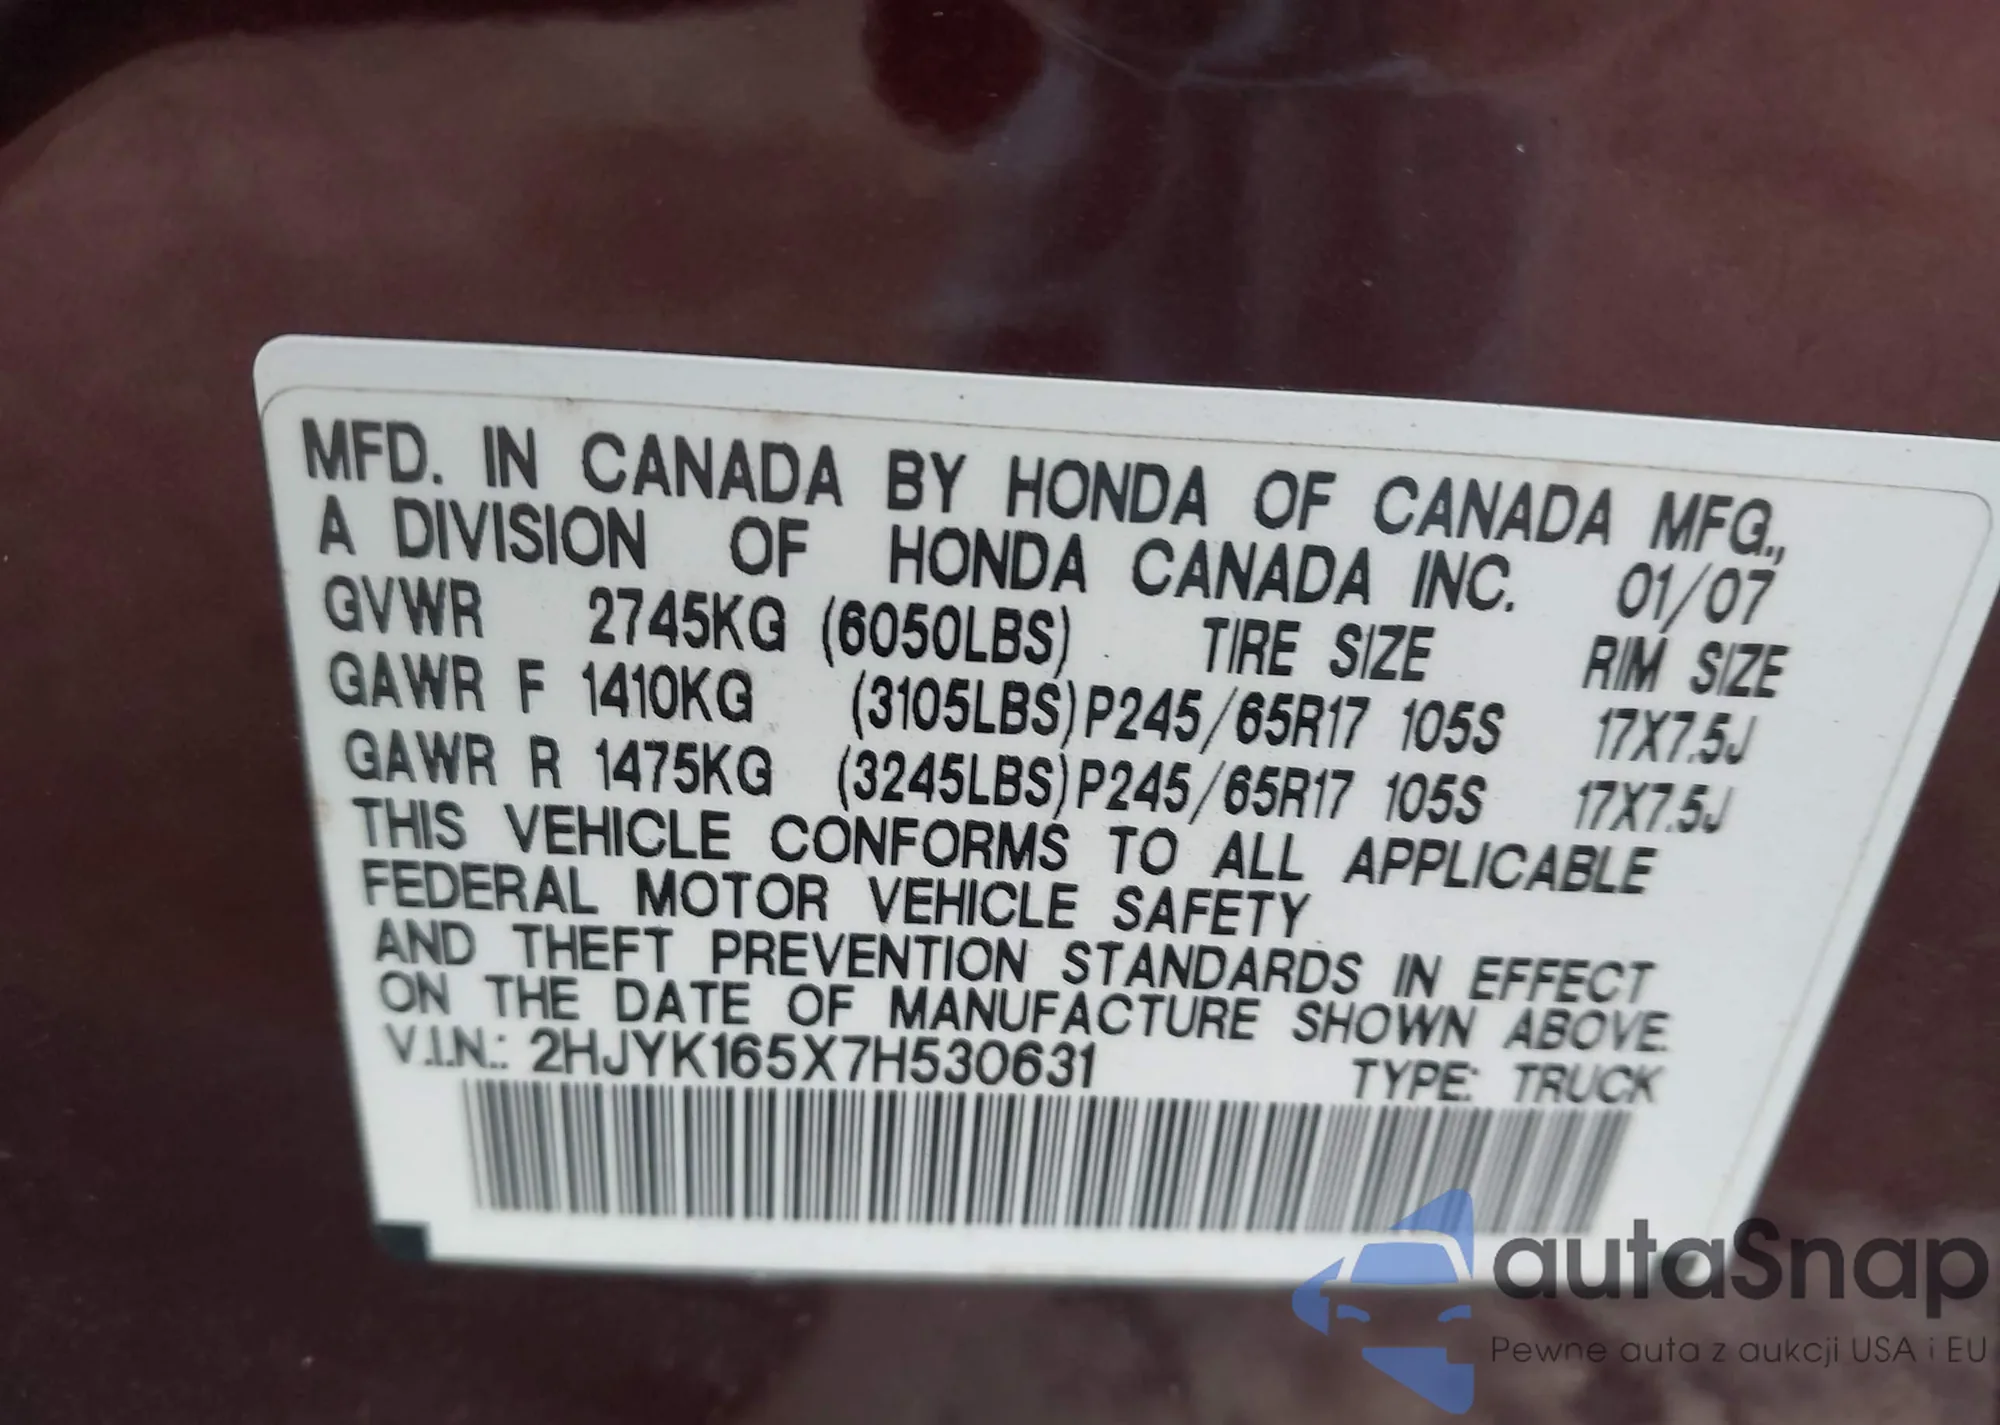 MFD. IN CANADA BY HONDA OF CANADA MFG.,
A DIVISION OF HONDA CANADA INC. 01/07
GVWR 2745KG (6050LBS) TIRE SIZE RIM SIZE
GAWR F 1410KG (3105LBS) P245/65R17 105S 17X7.5J
GAWR R 1475KG (3245LBS) P245/65R17 105S 17X7.5J
THIS VEHICLE CONFORMS TO ALL APPLICABLE
FEDERAL MOTOR VEHICLE SAFETY
AND THEFT PREVENTION STANDARDS IN EFFECT
ON THE DATE OF MANUFACTURE SHOWN ABOVE.
V.I.N.: 2HJYK165X7H530631 TYPE: TRUCK
autaSnap
Pewne auta z aukcji USA i EU